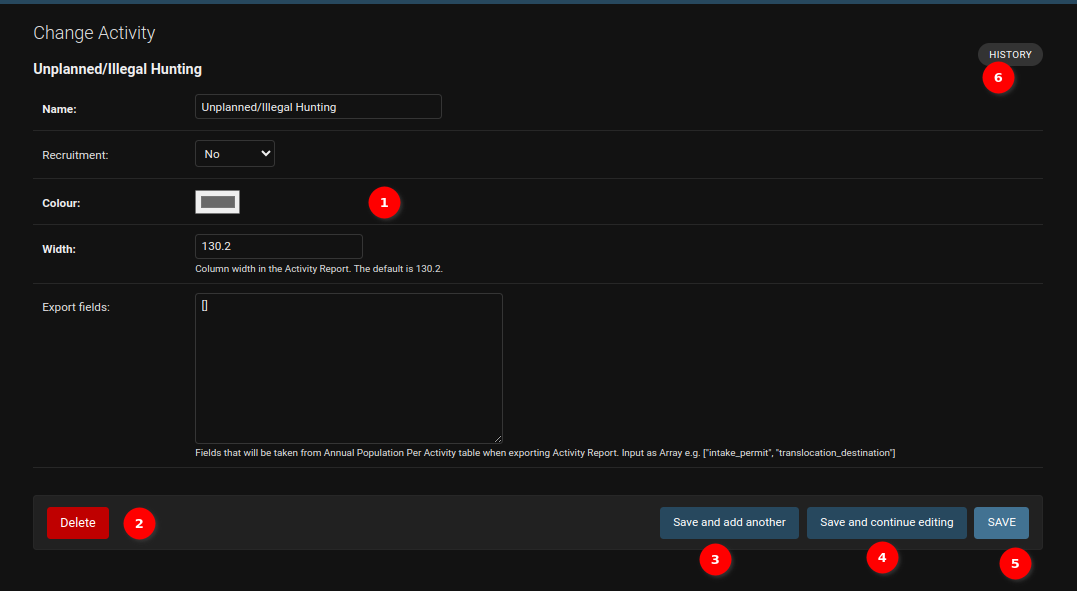 Change Activity
HISTORY
6
Unplanned/Illegal Hunting
Name: Unplanned/Illegal Hunting
Recruitment: No
Colour: 1
Width: 130.2
Column width in the Activity Report. The default is 130.2.
Export fields: []
Fields that will be taken from Annual Population Per Activity table when exporting Activity Report. Input as Array e.g. ["intake_permit", "translocation_destination"]
Delete 2 Save and add another Save and continue editing SAVE
3 4 5